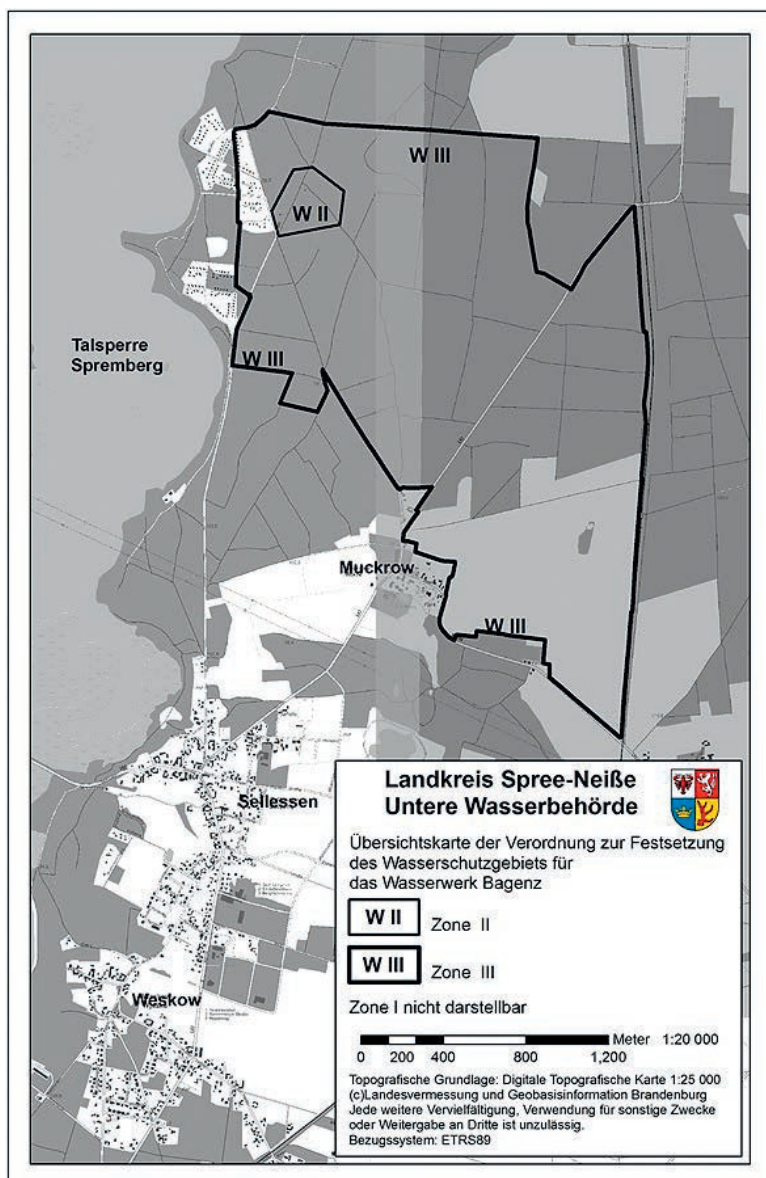 W III
W II
Talsperre
Spremberg
W III
Muckrow
W III
Sellessen
Weskow
Landkreis Spree-Neiße
Untere Wasserbehörde
Übersichtskarte der Verordnung zur Festsetzung
des Wasserschutzgebiets für
das Wasserwerk Bagenz
W II Zone II
W III Zone III
Zone I nicht darstellbar
Meter 1:20 000
0 200 400 800 1,200
Topografische Grundlage: Digitale Topografische Karte 1:25 000
(c)Landesvermessung und Geobasisinformation Brandenburg
Jede weitere Vervielfältigung, Verwendung für sonstige Zwecke
oder Weitergabe an Dritte ist unzulässig.
Bezugssystem: ETRS89